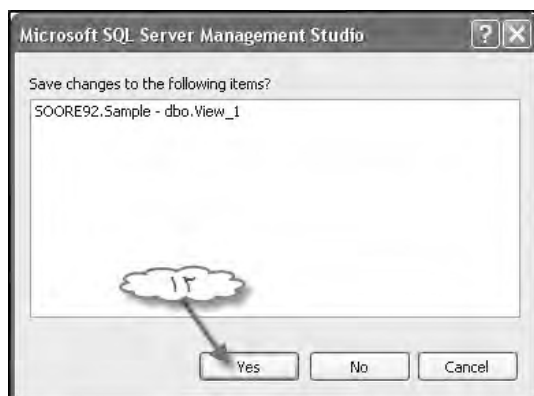 Microsoft SQL Server Management Studio
Save changes to the following items?
SOORE92.Sample - dbo.View_1
۱۳
Yes No Cancel